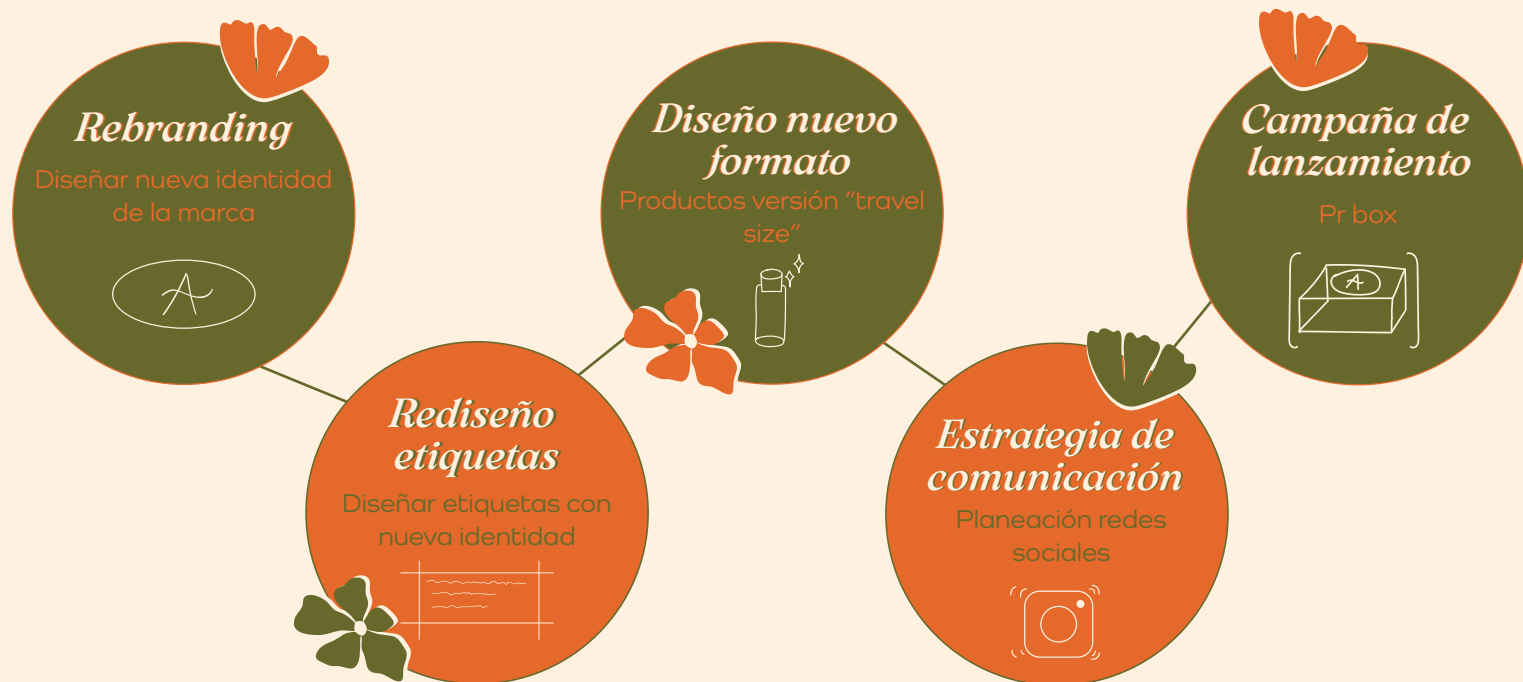 Rebranding
Diseñar nueva identidad
de la marca
A
Rediseño
etiquetas
Diseñar etiquetas con
nueva identidad
Diseño nuevo
formato
Productos versión “travel
size”
Estrategia de
comunicación
Planeación redes
sociales
Campaña de
lanzamiento
Pr box
A